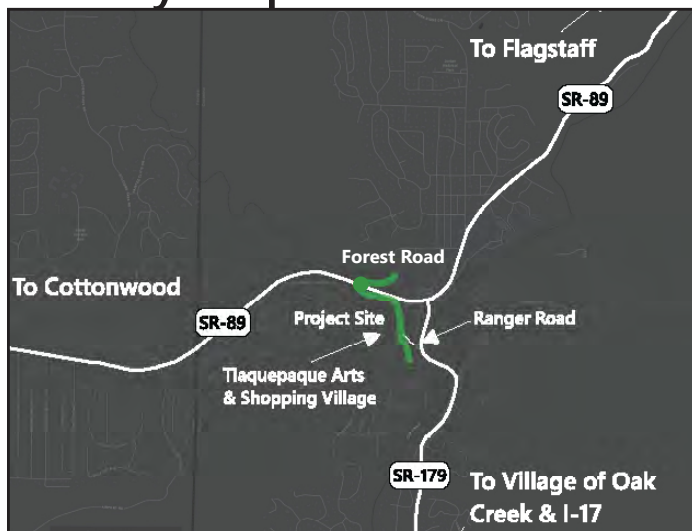 To Flagstaff
SR-89
Forest Road
To Cottonwood
SR-89
Project Site
Ranger Road
Tlaquepaque Arts
& Shopping Village
SR-179
To Village of Oak
Creek & I-17